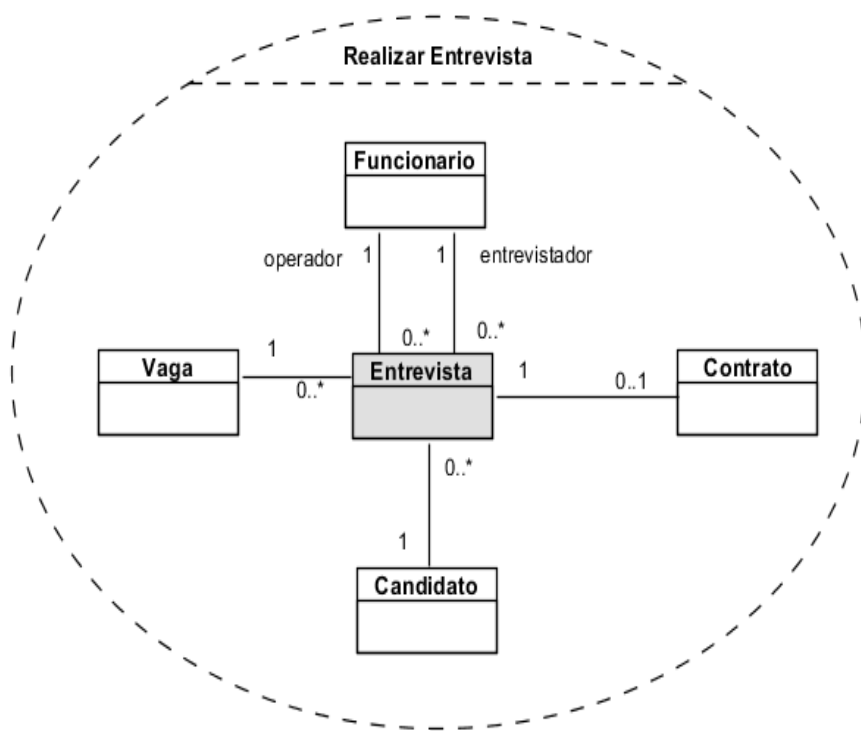 Realizar Entrevista
Funcionario
operador 1 1 entrevistador
0..* 0..*
Vaga 1 0..* Entrevista 1 0..1 Contrato
0..*
1
Candidato